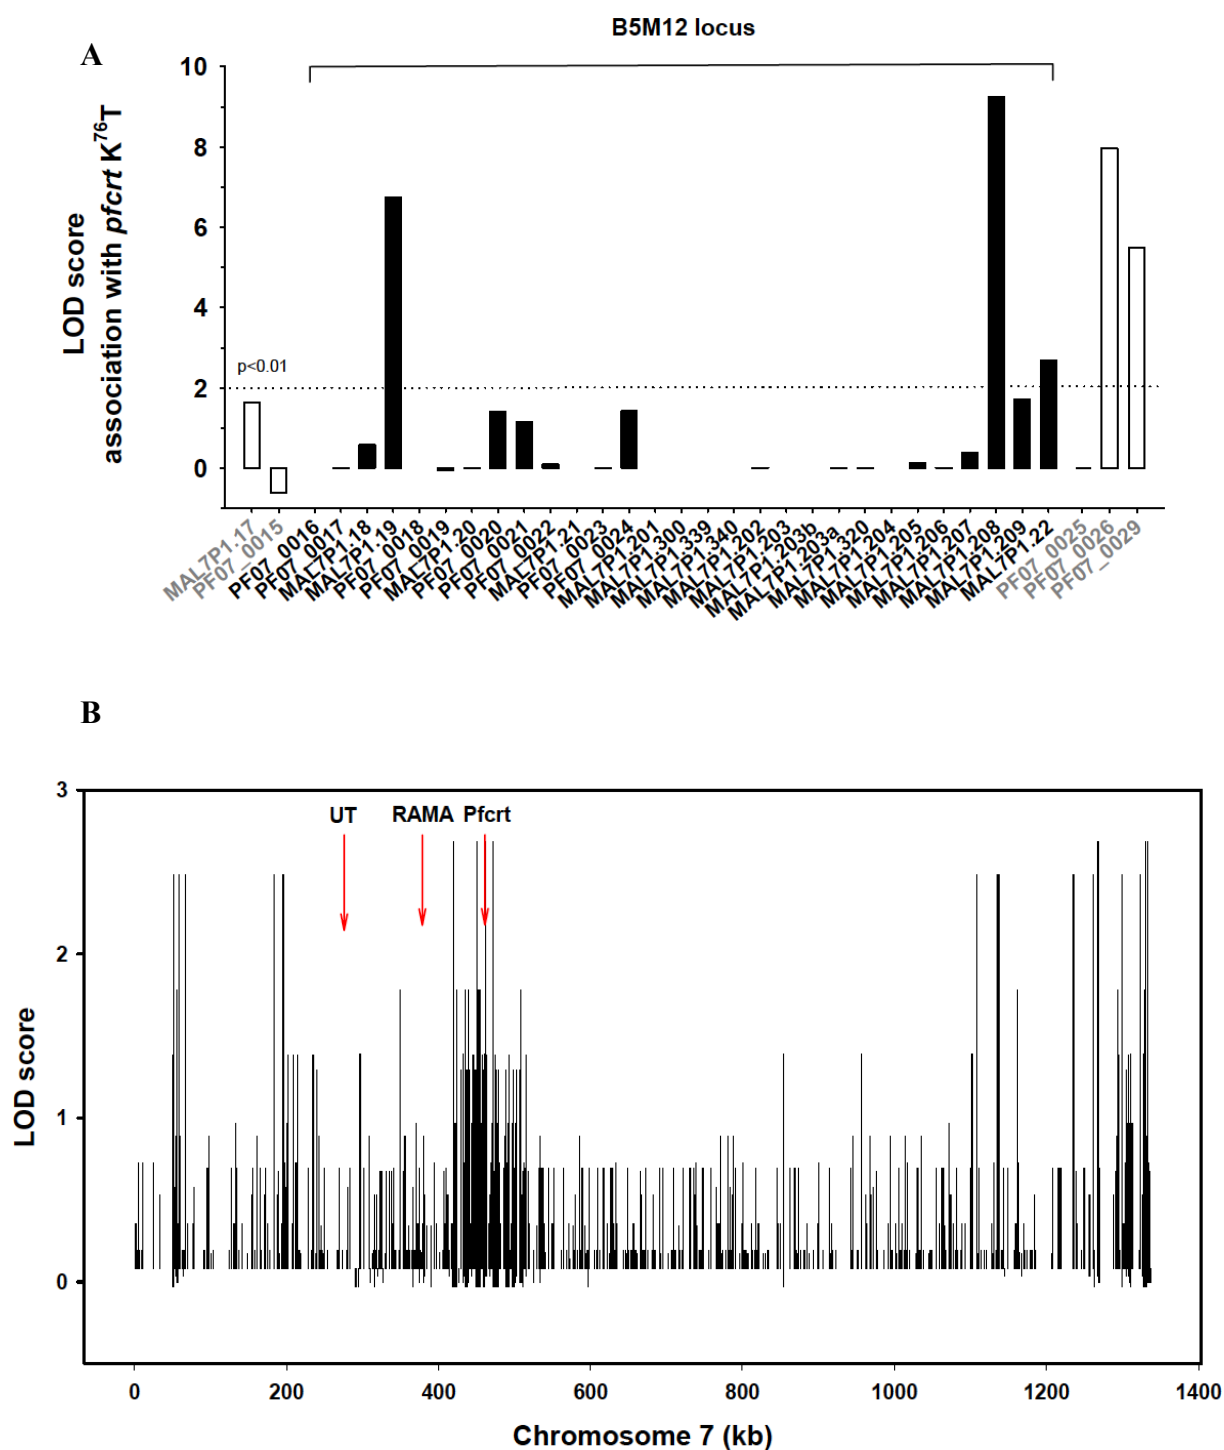 A
B5M12 locus
LOD score
association with pfcrt K76T
10
8
6
4
2
0
p<0.01
MAL7P1.17
PF07_0015
PF07_0016
PF07_0017
MAL7P1.18
MAL7P1.19
PF07_0018
PF07_0019
MAL7P1.20
PF07_0020
PF07_0021
PF07_0022
MAL7P1.21
PF07_0023
PF07_0024
MAL7P1.201
MAL7P1.300
MAL7P1.339
MAL7P1.340
MAL7P1.202
MAL7P1.203
MAL7P1.203b
MAL7P1.203a
MAL7P1.320
MAL7P1.204
MAL7P1.205
MAL7P1.206
MAL7P1.207
MAL7P1.208
MAL7P1.209
MAL7P1.22
PF07_0025
PF07_0026
PF07_0029
B
3
2
1
0
LOD score
UT RAMA Pfcrt
0 200 400 600 800 1000 1200 1400
Chromosome 7 (kb)